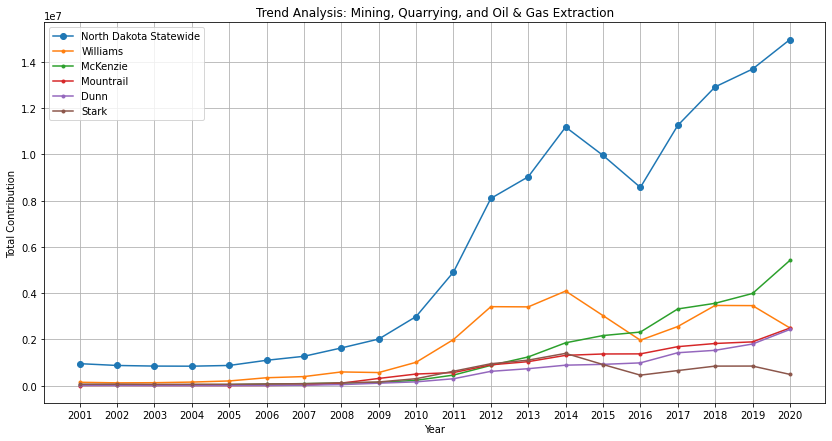 Trend Analysis: Mining, Quarrying, and Oil & Gas Extraction
1e7
North Dakota Statewide
Williams
McKenzie
Mountrail
Dunn
Stark
1.4
1.2
1.0
0.8
0.6
0.4
0.2
0.0
Total Contribution
2001 2002 2003 2004 2005 2006 2007 2008 2009 2010 2011 2012 2013 2014 2015 2016 2017 2018 2019 2020
Year